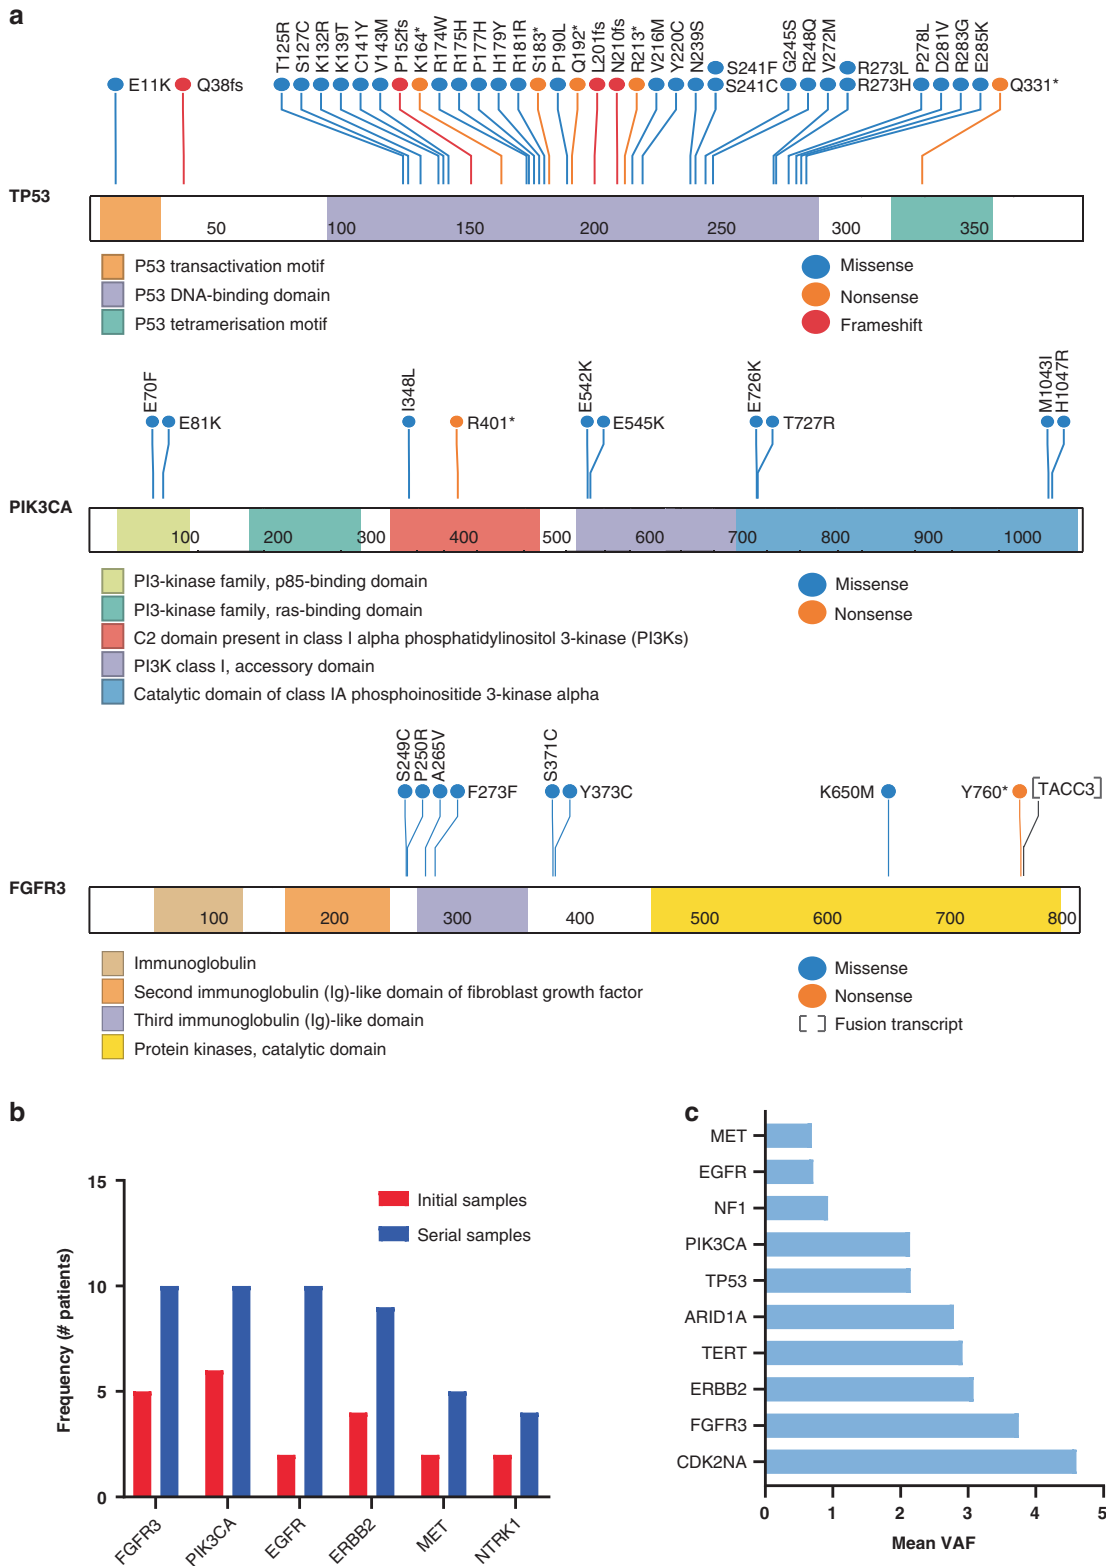 a
T125R S127C K132R K139T C141Y V143M P152fs K164* R174W R175H P177H H179Y R181R S183* P190L Q192* L201fs N210fs R213* V216M Y220C N239S S241F G245S R248Q V272M R273L P278L D281V R283G E285K
E11K Q38fs S241C R273H Q331*
TP53
50 100 150 200 250 300 350
P53 transactivation motif
P53 DNA-binding domain
P53 tetramerisation motif
Missense
Nonsense
Frameshift
E70F E81K I348L R401* E542K E545K E726K T727R M1043I H1047R
PIK3CA
100 200 300 400 500 600 700 800 900 1000
PI3-kinase family, p85-binding domain
PI3-kinase family, ras-binding domain
C2 domain present in class I alpha phosphatidylinositol 3-kinase (PI3Ks)
PI3K class I, accessory domain
Catalytic domain of class IA phosphoinositide 3-kinase alpha
Missense
Nonsense
S249C P250R A265V F273F S371C Y373C K650M Y760* [TACC3]
FGFR3
100 200 300 400 500 600 700 800
Immunoglobulin
Second immunoglobulin (Ig)-like domain of fibroblast growth factor
Third immunoglobulin (Ig)-like domain
Protein kinases, catalytic domain
Missense
Nonsense
[ ] Fusion transcript
b
Frequency (# patients)
15
10
5
0
Initial samples
Serial samples
FGFR3 PIK3CA EGFR ERBB2 MET NTRK1
c
MET
EGFR
NF1
PIK3CA
TP53
ARID1A
TERT
ERBB2
FGFR3
CDK2NA
0 1 2 3 4 5
Mean VAF